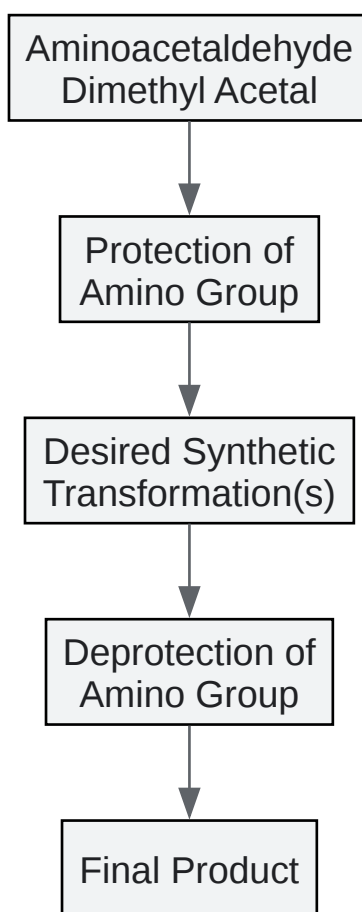 Aminoacetaldehyde
Dimethyl Acetal
Protection of
Amino Group
Desired Synthetic
Transformation(s)
Deprotection of
Amino Group
Final Product